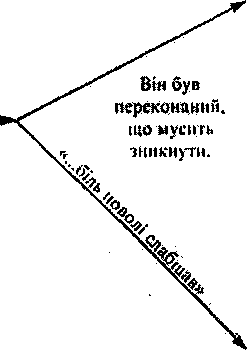 Він був
переконаний,
що мусить
зникнути.
«...біль поволі слабшав»